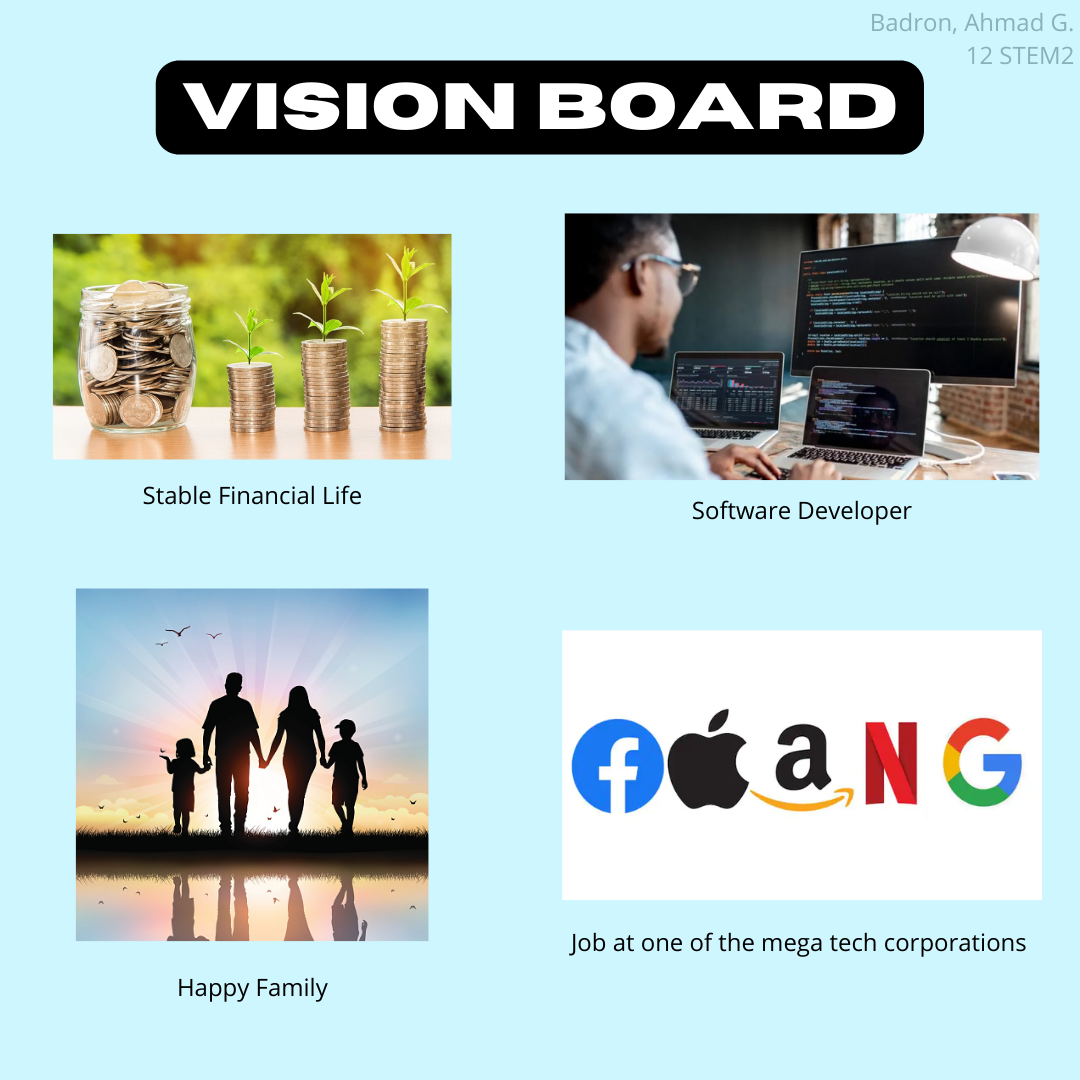 Badron, Ahmad G.
12 STEM2
VISION BOARD
Stable Financial Life
Software Developer
Happy Family
Job at one of the mega tech corporations